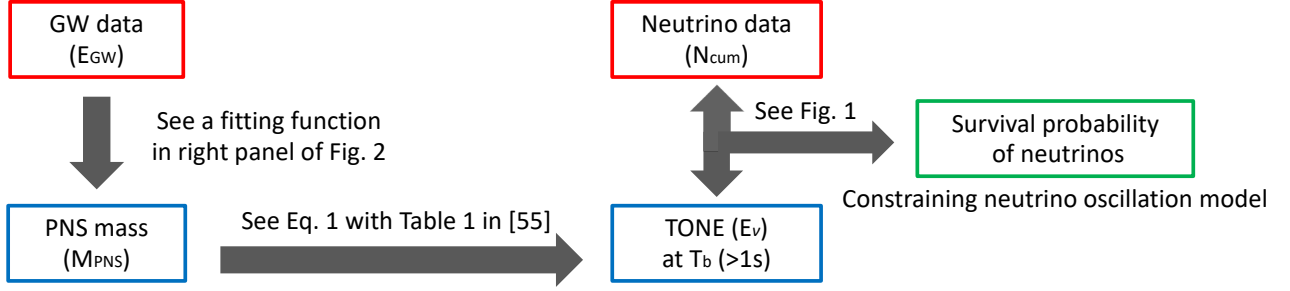 GW data
(EGW)
Neutrino data
(Ncum)
See a fitting function
in right panel of Fig. 2
See Fig. 1
Survival probability
of neutrinos
Constraining neutrino oscillation model
PNS mass
(MPNS)
See Eq. 1 with Table 1 in [55]
TONE (Eν)
at Tb (>1s)